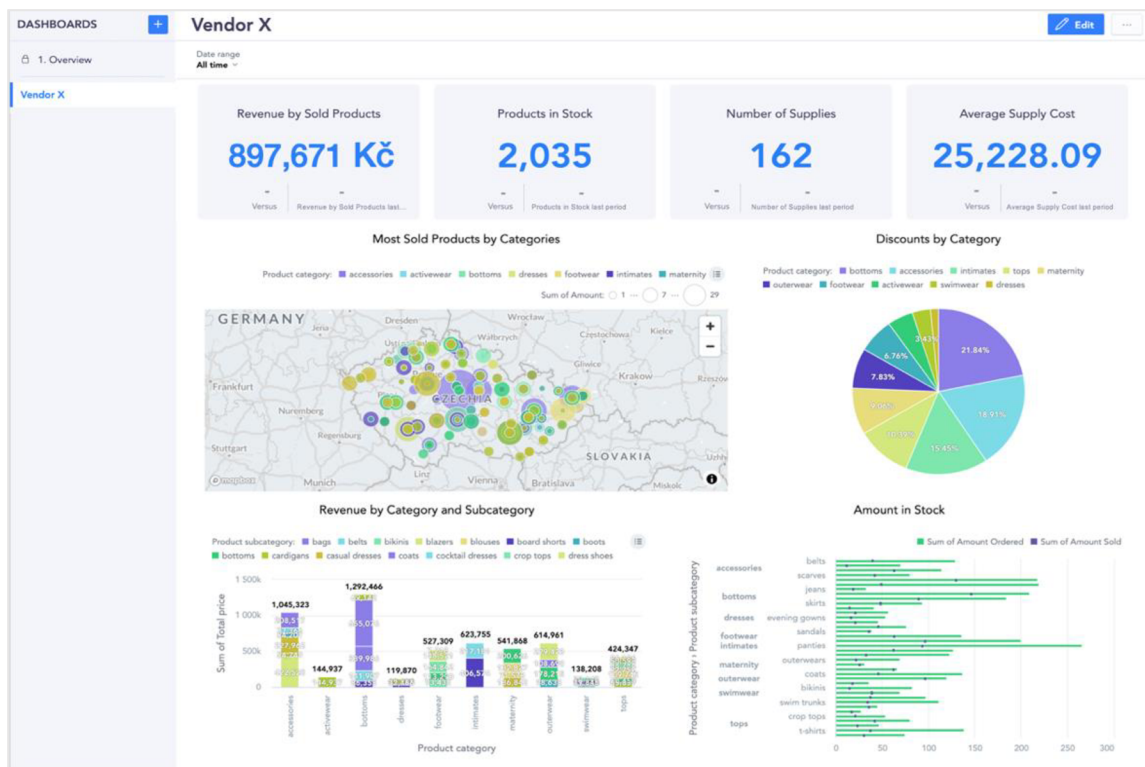 DASHBOARDS
+
Vendor X
Edit
...
1. Overview
Date range
All time
Vendor X
Revenue by Sold Products
897,671 Kč
-
-
Versus
Revenue by Sold Products last...
Products in Stock
2,035
-
-
Versus
Products in Stock last period
Number of Supplies
162
-
-
Versus
Number of Supplies last period
Average Supply Cost
25,228.09
-
-
Versus
Average Supply Cost last period
Most Sold Products by Categories
Product category: accessories activewear bottoms dresses footwear intimates maternity
Sum of Amount: 1 — 7 — 29
GERMANY
Jena
Dresden
Wrocław
Wałbrzych
Częstochowa
Kielce
Gliwice
Frankfurt
Krakow
Rzeszów
CZECHIA
Nuremberg
Regensburg
Stuttgart
SLOVAKIA
Linz
Munich
Vienna
Bratislava
Miskolc
mapbox
+
−
Discounts by Category
Product category: bottoms accessories intimates tops maternity
outerwear footwear activewear swimwear dresses
21.84%
18.91%
15.45%
7.83%
6.76%
3.43%
Revenue by Category and Subcategory
Product subcategory: bags belts bikinis blazers blouses board shorts boots
bottoms cardigans casual dresses coats cocktail dresses crop tops dress shoes
Sum of Total price
1 500k
1 000k
500k
0
1,045,323
144,937
1,292,466
119,870
527,309
623,755
541,868
614,961
138,208
424,347
accessories
activewear
bottoms
dresses
footwear
intimates
maternity
outerwear
swimwear
tops
Product category
Amount in Stock
Sum of Amount Ordered Sum of Amount Sold
Product category › Product subcategory
accessories
bottoms
dresses
footwear
intimates
maternity
outerwear
swimwear
tops
belts
scarves
jeans
skirts
evening gowns
sandals
panties
outerwears
coats
bikinis
swim trunks
crop tops
t-shirts
0 50 100 150 200 250 300